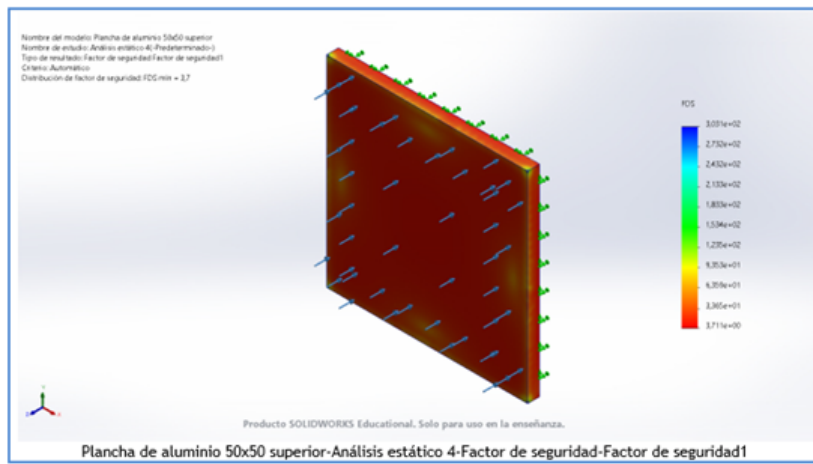 Nombre del modelo: Plancha de aluminio 50x50 superior
Nombre de estudio: Análisis estático 4(-Predeterminado-)
Tipo de resultado: Factor de seguridad Factor de seguridad1
Criterio: Automático
Distribución de factor de seguridad: FDS min = 3,7
FDS
3,031e+02
2,732e+02
2,432e+02
2,133e+02
1,833e+02
1,534e+02
1,235e+02
9,353e+01
6,359e+01
3,365e+01
3,711e+00
Y
Z
X
Producto SOLIDWORKS Educational. Solo para uso en la enseñanza.
Plancha de aluminio 50x50 superior-Análisis estático 4-Factor de seguridad-Factor de seguridad1